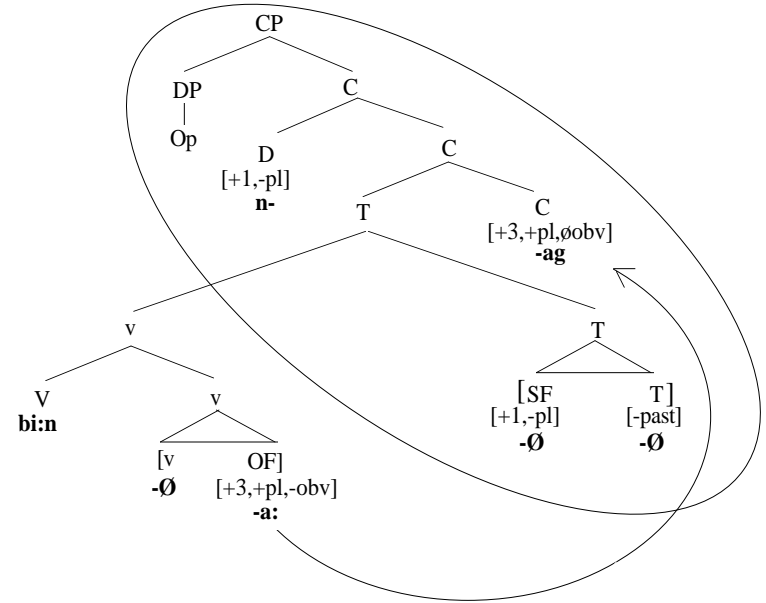 CP
DP
C
Op
D
[+1,-pl]
n-
C
T
C
[+3,+pl,øobv]
-ag
v
T
V
bi:n
v
[SF
T]
[+1,-pl]
[-past]
-Ø
-Ø
[v
OF]
-Ø
[+3,+pl,-obv]
-a: